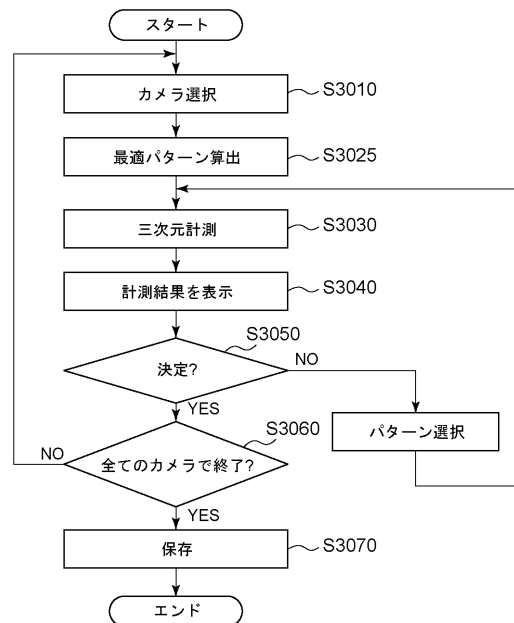 スタート
カメラ選択
S3010
最適パターン算出
S3025
三次元計測
S3030
計測結果を表示
S3040
S3050
決定?
NO
YES
パターン選択
S3060
全てのカメラで終了?
NO
YES
保存
S3070
エンド